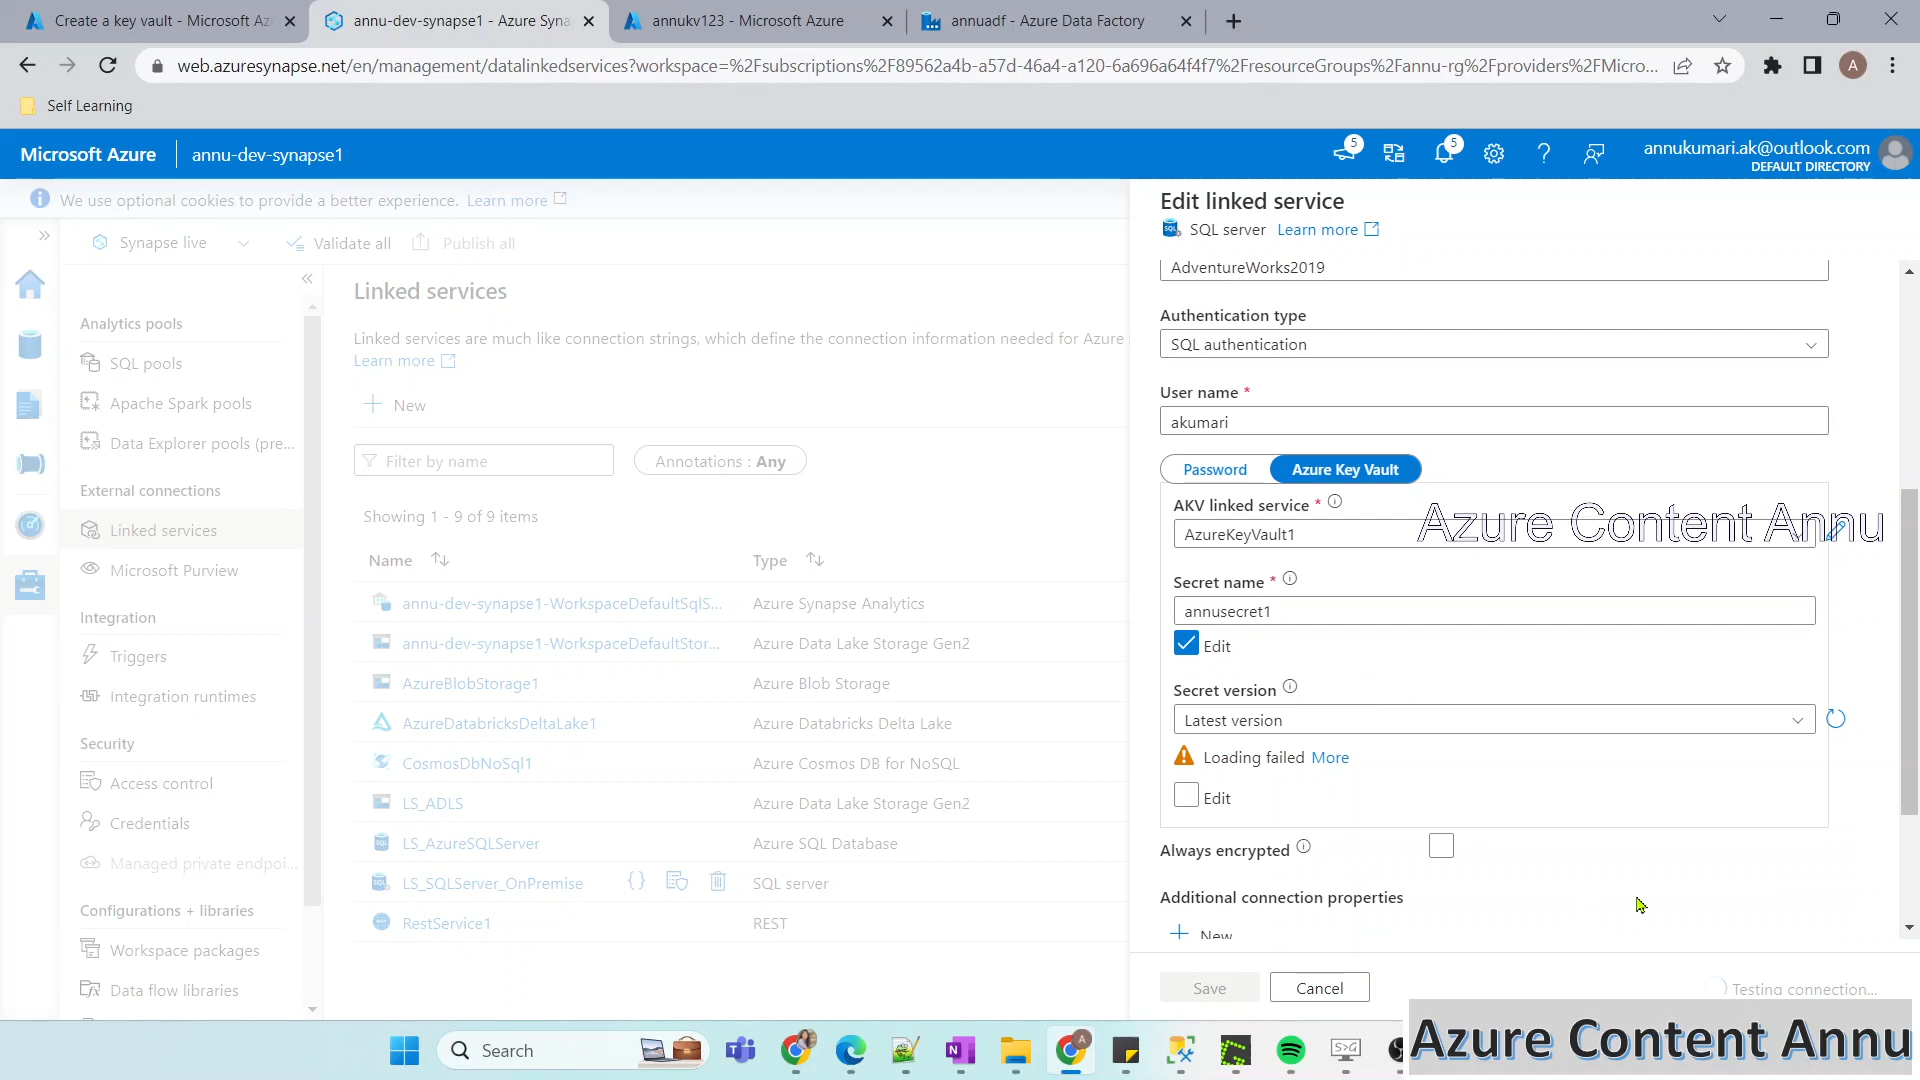 Create a key vault - Microsoft Az
annu-dev-synapse1 - Azure Syna
annukv123 - Microsoft Azure
annuadf - Azure Data Factory
web.azuresynapse.net/en/management/datalinkedservices?workspace=%2Fsubscriptions%2F89562a4b-a57d-46a4-a120-6a696a64f4f7%2FresourceGroups%2Fannu-rg%2Fproviders%2FMicro...
A
Self Learning
Microsoft Azure
annu-dev-synapse1
5
5
annukumari.ak@outlook.com
DEFAULT DIRECTORY
We use optional cookies to provide a better experience. Learn more
Synapse live
Validate all
Publish all
Analytics pools
SQL pools
Apache Spark pools
Data Explorer pools (pre...
External connections
Linked services
Microsoft Purview
Integration
Triggers
Integration runtimes
Security
Access control
Credentials
Managed private endpoi...
Configurations + libraries
Workspace packages
Data flow libraries
Linked services
Linked services are much like connection strings, which define the connection information needed for Azure
Learn more
New
Filter by name
Annotations : Any
Showing 1 - 9 of 9 items
Name Type
annu-dev-synapse1-WorkspaceDefaultSqlS... Azure Synapse Analytics
annu-dev-synapse1-WorkspaceDefaultStor... Azure Data Lake Storage Gen2
AzureBlobStorage1 Azure Blob Storage
AzureDatabricksDeltaLake1 Azure Databricks Delta Lake
CosmosDbNoSql1 Azure Cosmos DB for NoSQL
LS_ADLS Azure Data Lake Storage Gen2
LS_AzureSQLServer Azure SQL Database
LS_SQLServer_OnPremise {} SQL server
RestService1 REST
Edit linked service
SQL server Learn more
AdventureWorks2019
Authentication type
SQL authentication
User name *
akumari
Password
Azure Key Vault
AKV linked service *
AzureKeyVault1
Azure Content Annu
Secret name *
annusecret1
Edit
Secret version
Latest version
Loading failed More
Edit
Always encrypted
Additional connection properties
New
Save
Cancel
Testing connection...
Search
A
Azure Content Annu